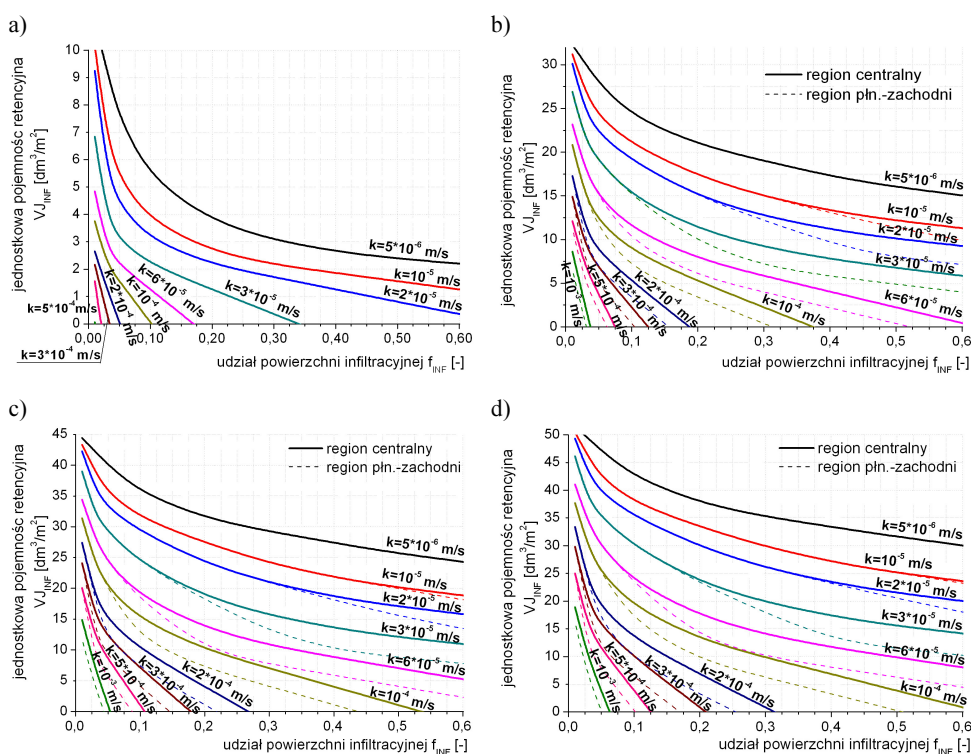 a)
10
9
8
7
6
5
4
3
2
1
0
jednostkowa pojemność retencyjna
VJINF [dm³/m²]
k=5*10⁻⁶ m/s
k=10⁻⁵ m/s
k=2*10⁻⁵ m/s
k=3*10⁻⁵ m/s
k=6*10⁻⁵ m/s
k=10⁻⁴ m/s
k=2*10⁻⁴ m/s
k=5*10⁻⁴ m/s
k=3*10⁻⁴ m/s
0,00 0,10 0,20 0,30 0,40 0,50 0,60
udział powierzchni infiltracyjnej fINF [-]
b)
30
25
20
15
10
5
0
jednostkowa pojemność retencyjna
VJINF [dm³/m²]
region centralny
region płn.-zachodni
k=5*10⁻⁶ m/s
k=10⁻⁵ m/s
k=2*10⁻⁵ m/s
k=3*10⁻⁵ m/s
k=6*10⁻⁵ m/s
k=10⁻⁴ m/s
k=2*10⁻⁴ m/s
k=3*10⁻⁴ m/s
k=5*10⁻⁴ m/s
k=10⁻³ m/s
0,0 0,1 0,2 0,3 0,4 0,5 0,6
udział powierzchni infiltracyjnej fINF [-]
c)
45
40
35
30
25
20
15
10
5
0
jednostkowa pojemność retencyjna
VJINF [dm³/m²]
region centralny
region płn.-zachodni
k=5*10⁻⁶ m/s
k=10⁻⁵ m/s
k=2*10⁻⁵ m/s
k=3*10⁻⁵ m/s
k=6*10⁻⁵ m/s
k=10⁻⁴ m/s
k=2*10⁻⁴ m/s
k=3*10⁻⁴ m/s
k=5*10⁻⁴ m/s
k=10⁻³ m/s
0,0 0,1 0,2 0,3 0,4 0,5 0,6
udział powierzchni infiltracyjnej fINF [-]
d)
50
45
40
35
30
25
20
15
10
5
0
jednostkowa pojemność retencyjna
VJINF [dm³/m²]
region centralny
region płn.-zachodni
k=5*10⁻⁶ m/s
k=10⁻⁵ m/s
k=2*10⁻⁵ m/s
k=3*10⁻⁵ m/s
k=6*10⁻⁵ m/s
k=10⁻⁴ m/s
k=2*10⁻⁴ m/s
k=3*10⁻⁴ m/s
k=5*10⁻⁴ m/s
k=10⁻³ m/s
0,0 0,1 0,2 0,3 0,4 0,5 0,6
udział powierzchni infiltracyjnej fINF [-]